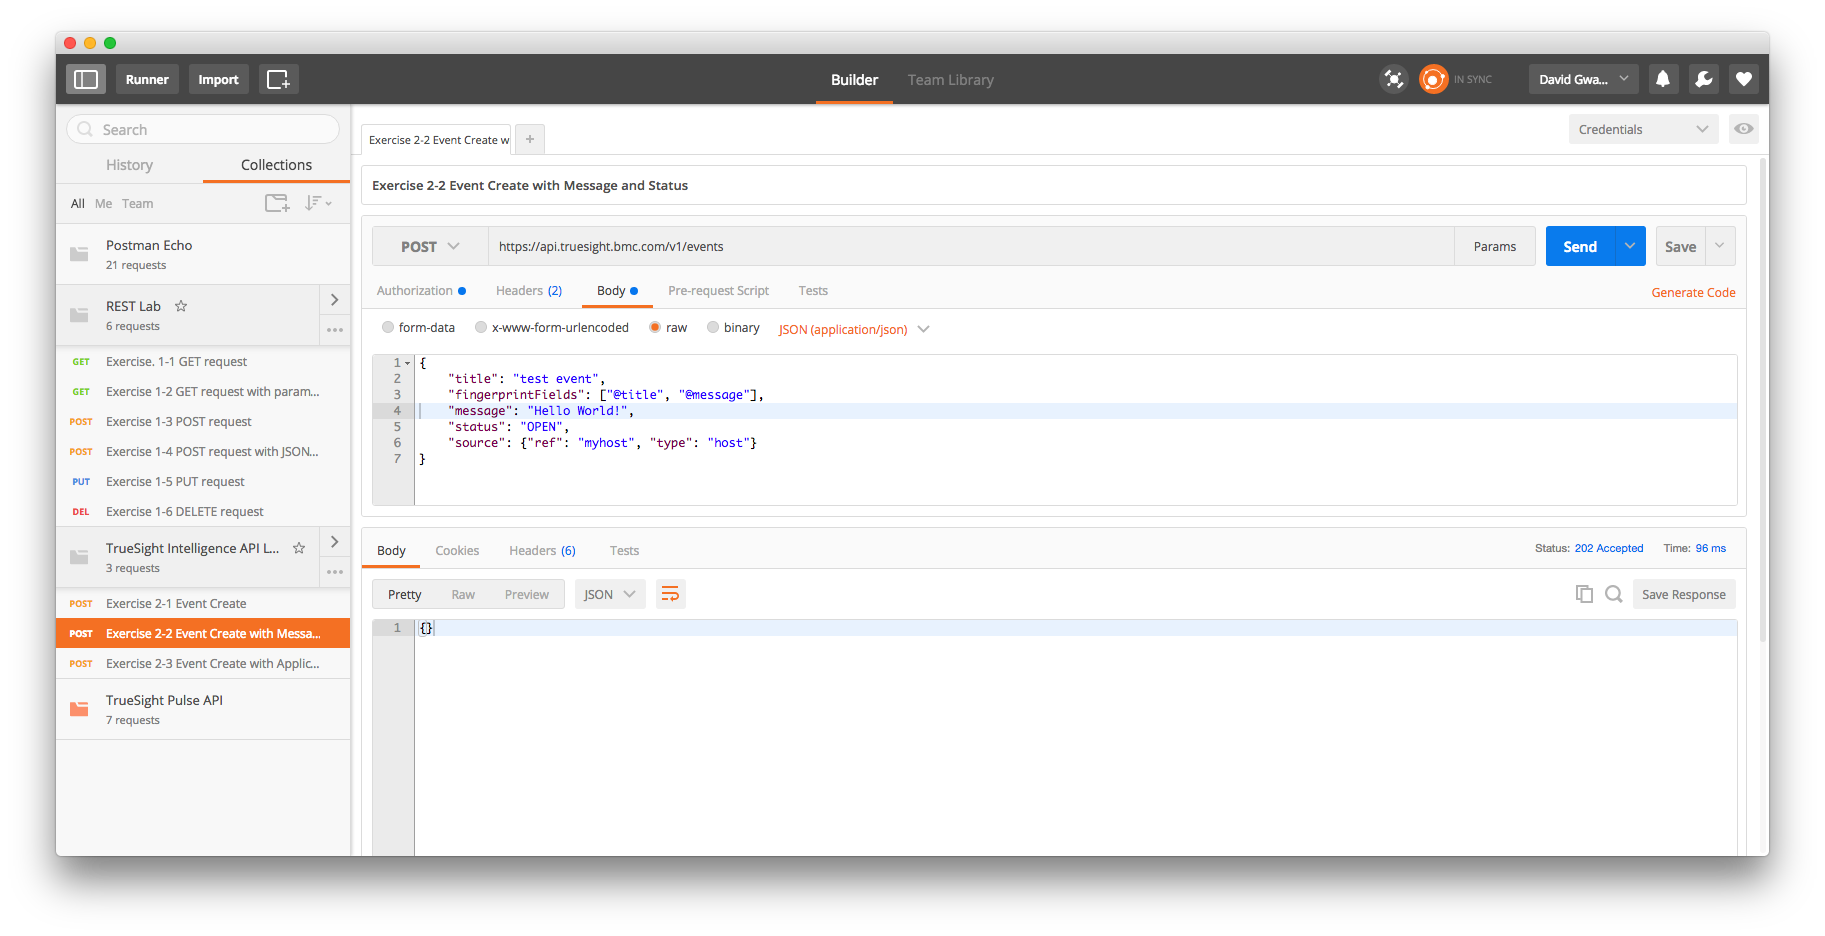 Runner
Import
Builder
Team Library
IN SYNC
David Gwa...
Search
History
Collections
All Me Team
Postman Echo
21 requests
REST Lab
6 requests
GET Exercise. 1-1 GET request
GET Exercise 1-2 GET request with param...
POST Exercise 1-3 POST request
POST Exercise 1-4 POST request with JSON...
PUT Exercise 1-5 PUT request
DEL Exercise 1-6 DELETE request
TrueSight Intelligence API L...
3 requests
POST Exercise 2-1 Event Create
POST Exercise 2-2 Event Create with Messa...
POST Exercise 2-3 Event Create with Applic...
TrueSight Pulse API
7 requests
Exercise 2-2 Event Create w
+
Credentials
Exercise 2-2 Event Create with Message and Status
POST
https://api.truesight.bmc.com/v1/events
Params
Send
Save
Authorization
Headers (2)
Body
Pre-request Script
Tests
Generate Code
form-data
x-www-form-urlencoded
raw
binary
JSON (application/json)
1 {
2 "title": "test event",
3 "fingerprintFields": ["@title", "@message"],
4 "message": "Hello World!",
5 "status": "OPEN",
6 "source": {"ref": "myhost", "type": "host"}
7 }
Body
Cookies
Headers (6)
Tests
Status: 202 Accepted
Time: 96 ms
Pretty
Raw
Preview
JSON
Save Response
1 {}